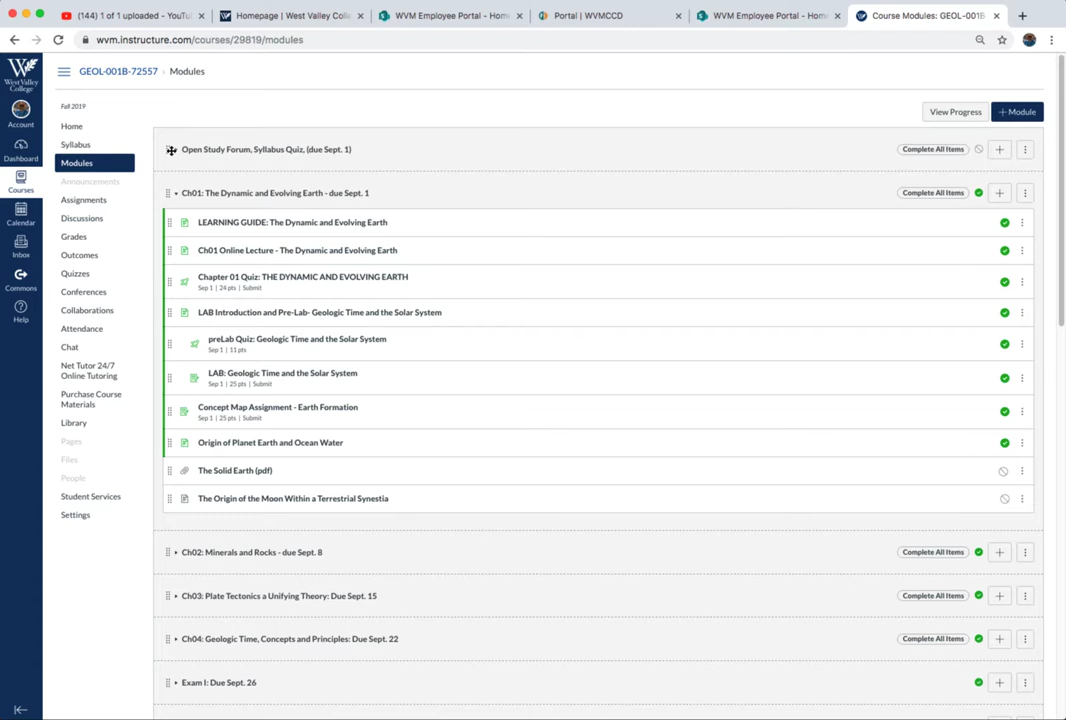 (144) 1 of 1 uploaded - YouTu
Homepage | West Valley Colle
WVM Employee Portal - Hom
Portal | WVMCCD
WVM Employee Portal - Hom
Course Modules: GEOL-001B
wvm.instructure.com/courses/29819/modules
West Valley College
GEOL-001B-72557 › Modules
Account
Dashboard
Courses
Calendar
Inbox
Commons
Help
Fall 2019
Home
Syllabus
Modules
Announcements
Assignments
Discussions
Grades
Outcomes
Quizzes
Conferences
Collaborations
Attendance
Chat
Net Tutor 24/7
Online Tutoring
Purchase Course
Materials
Library
Pages
Files
People
Student Services
Settings
View Progress
+ Module
Open Study Forum, Syllabus Quiz, (due Sept. 1)
Complete All Items
Ch01: The Dynamic and Evolving Earth - due Sept. 1
Complete All Items
LEARNING GUIDE: The Dynamic and Evolving Earth
Ch01 Online Lecture - The Dynamic and Evolving Earth
Chapter 01 Quiz: THE DYNAMIC AND EVOLVING EARTH
Sep 1 | 24 pts | Submit
LAB Introduction and Pre-Lab- Geologic Time and the Solar System
preLab Quiz: Geologic Time and the Solar System
Sep 1 | 11 pts
LAB: Geologic Time and the Solar System
Sep 1 | 25 pts | Submit
Concept Map Assignment - Earth Formation
Sep 1 | 25 pts | Submit
Origin of Planet Earth and Ocean Water
The Solid Earth (pdf)
The Origin of the Moon Within a Terrestrial Synestia
Ch02: Minerals and Rocks - due Sept. 8
Complete All Items
Ch03: Plate Tectonics a Unifying Theory: Due Sept. 15
Complete All Items
Ch04: Geologic Time, Concepts and Principles: Due Sept. 22
Complete All Items
Exam I: Due Sept. 26